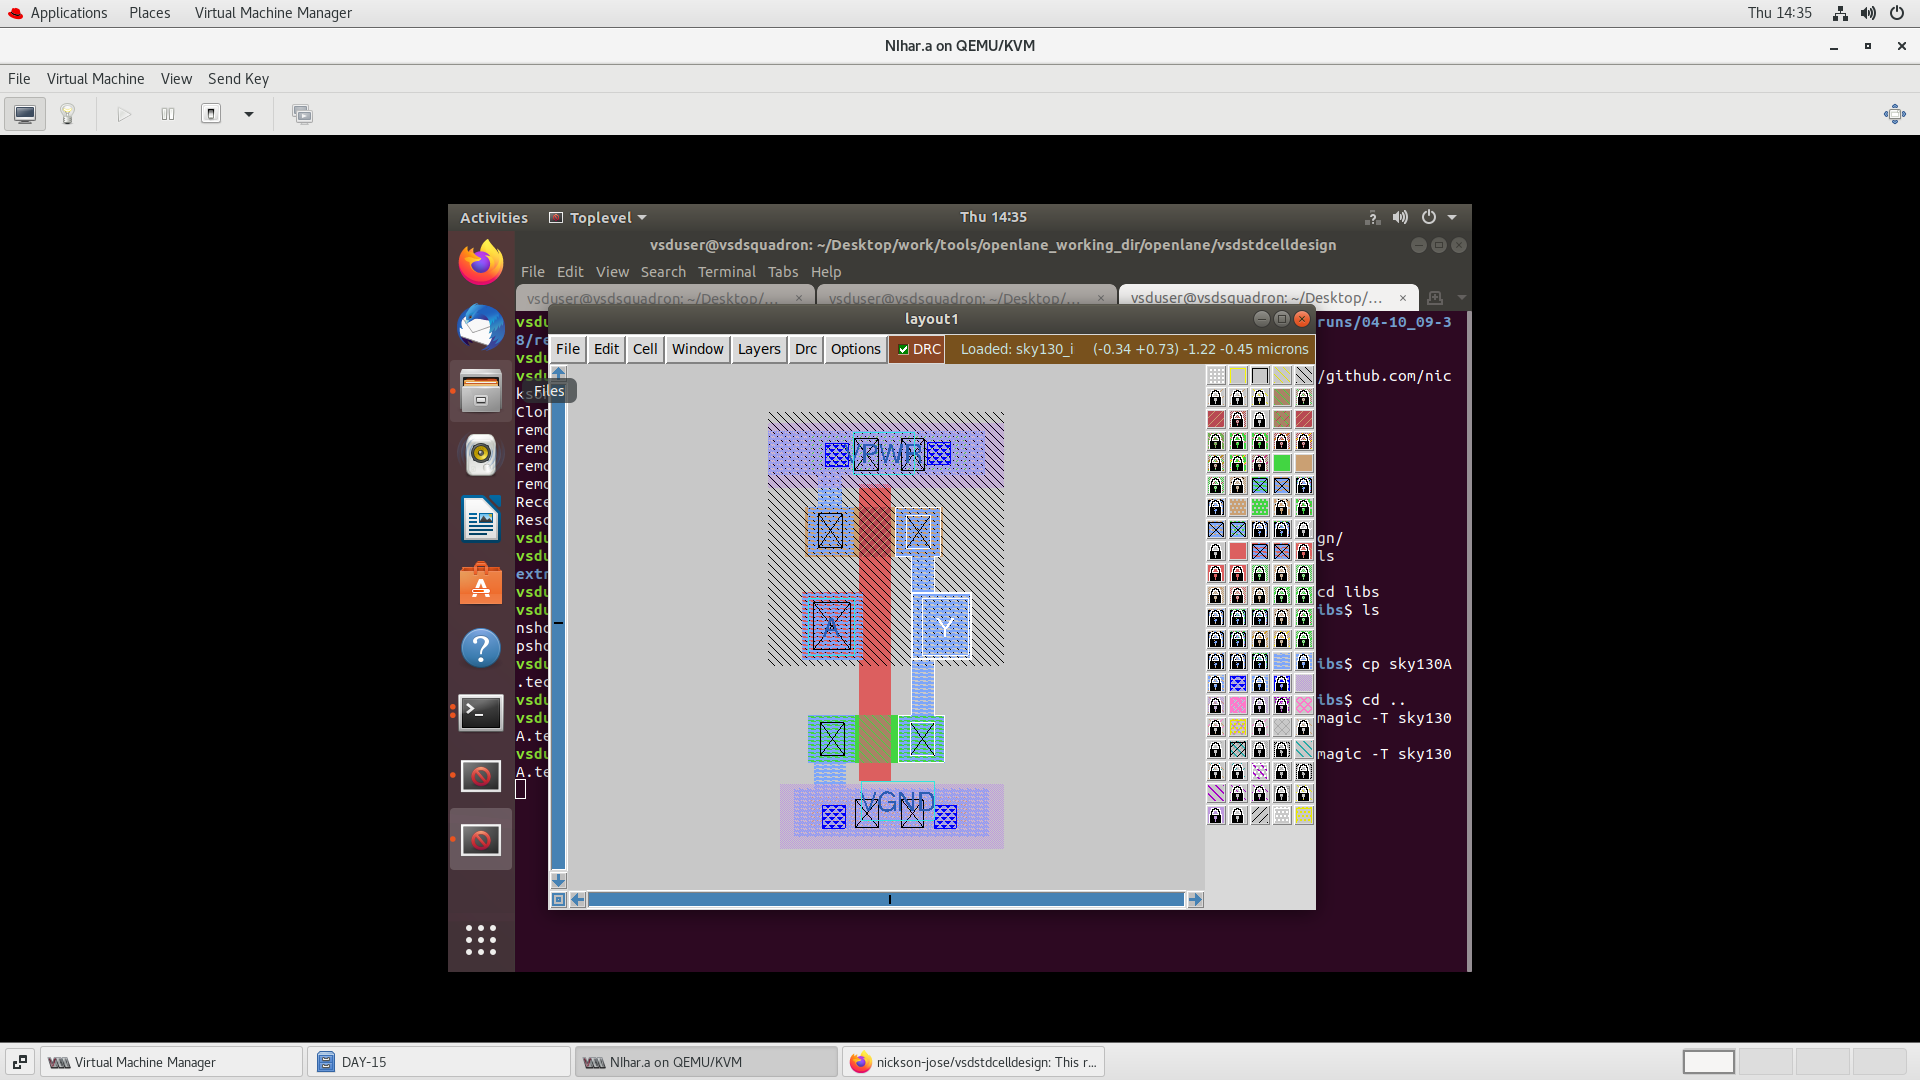 Applications Places Virtual Machine Manager Thu 14:35
NIhar.a on QEMU/KVM
File Virtual Machine View Send Key
Activities Toplevel Thu 14:35
vsduser@vsdsquadron: ~/Desktop/work/tools/openlane_working_dir/openlane/vsdstdcelldesign
File Edit View Search Terminal Tabs Help
vsduser@vsdsquadron: ~/Desktop/... × vsduser@vsdsquadron: ~/Desktop/... × vsduser@vsdsquadron: ~/Desktop/... ×
layout1
File Edit Cell Window Layers Drc Options DRC Loaded: sky130_i (-0.34 +0.73) -1.22 -0.45 microns
Files
VPWR
A Y
VGND
vsdu runs/04-10_09-3
8/re
vsdu
vsdu /github.com/nic
kso
Clon
remo
remo
remo
remo
Rece
Reso
vsdu gn/
vsdu ls
extr
vsdu cd libs
vsdu ibs$ ls
nsho
psho
vsdu ibs$ cp sky130A
.tec
vsdu ibs$ cd ..
vsdu magic -T sky130
A.te
vsdu magic -T sky130
A.te
Virtual Machine Manager DAY-15 NIhar.a on QEMU/KVM nickson-jose/vsdstdcelldesign: This r...